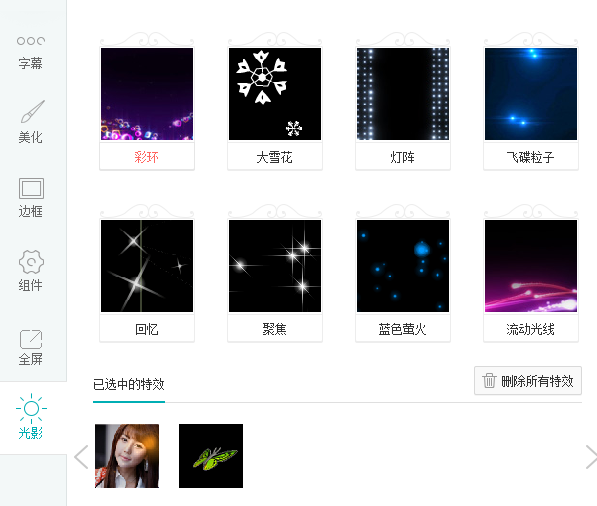 字幕
美化
边框
组件
全屏
光影
彩环
大雪花
灯阵
飞碟粒子
回忆
聚焦
蓝色萤火
流动光线
已选中的特效
删除所有特效